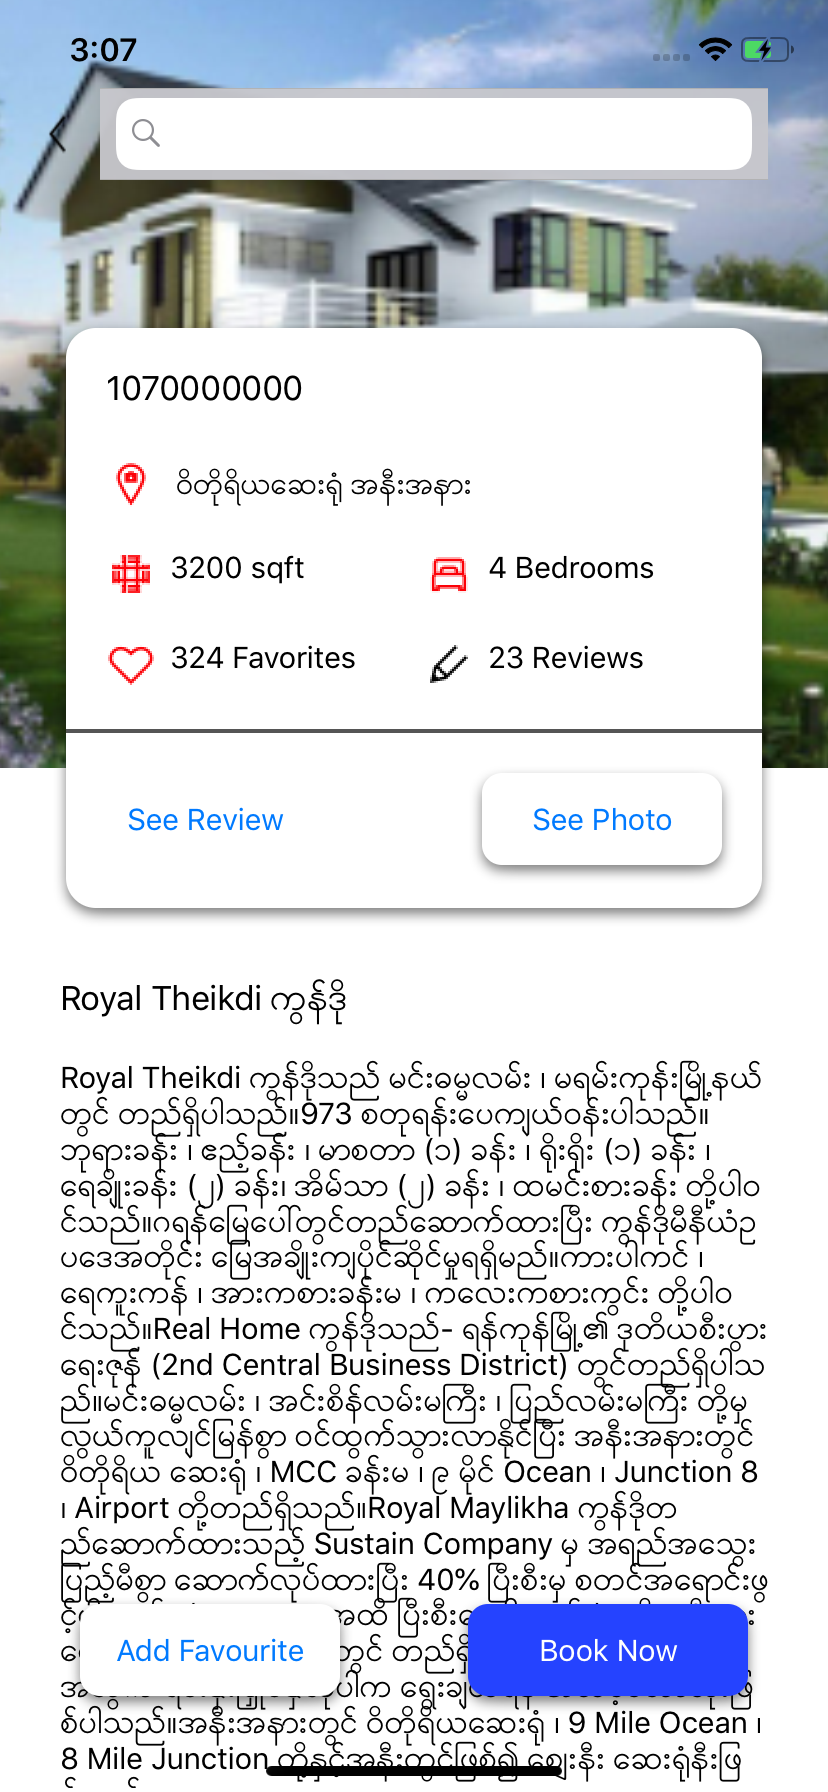 3:07
1070000000
ဝိတိုရိယဆေးရုံ အနီးအနား
3200 sqft
4 Bedrooms
324 Favorites
23 Reviews
See Review
See Photo
Royal Theikdi ကွန်ဒို
Royal Theikdi ကွန်ဒိုသည် မင်းဓမ္မလမ်း ၊ မရမ်းကုန်းမြို့နယ်
တွင် တည်ရှိပါသည်။973 စတုရန်းပေကျယ်ဝန်းပါသည်။
ဘုရားခန်း ၊ ဧည့်ခန်း ၊ မာစတာ (၁) ခန်း ၊ ရိုးရိုး (၁) ခန်း ၊
ရေချိုးခန်း (၂) ခန်း၊ အိမ်သာ (၂) ခန်း ၊ ထမင်းစားခန်း တို့ပါဝ
င်သည်။ဂရန်မြေပေါ်တွင်တည်ဆောက်ထားပြီး ကွန်ဒိုမီနီယံဥ
ပဒေအတိုင်း မြေအချိုးကျပိုင်ဆိုင်မှုရရှိမည်။ကားပါကင် ၊
ရေကူးကန် ၊ အားကစားခန်းမ ၊ ကလေးကစားကွင်း တို့ပါဝ
င်သည်။Real Home ကွန်ဒိုသည်- ရန်ကုန်မြို့၏ ဒုတိယစီးပွား
ရေးဇုန် (2nd Central Business District) တွင်တည်ရှိပါသ
ည်။မင်းဓမ္မလမ်း ၊ အင်းစိန်လမ်းမကြီး ၊ ပြည်လမ်းမကြီး တို့မှ
လွယ်ကူလျင်မြန်စွာ ဝင်ထွက်သွားလာနိုင်ပြီး အနီးအနားတွင်
ဝိတိုရိယ ဆေးရုံ ၊ MCC ခန်းမ ၊ ၉ မိုင် Ocean ၊ Junction 8
၊ Airport တို့တည်ရှိသည်။Royal Maylikha ကွန်ဒိုတ
ည်ဆောက်ထားသည့် Sustain Company မှ အရည်အသွေး
ပြည့်မီစွာ ဆောက်လုပ်ထားပြီး 40% ပြီးစီးမှ စတင်အရောင်းဖွ
Add Favourite
တွင်
Book Now
စ်ပါသည်။အနီးအနားတွင် ဝိတိုရိယဆေးရုံ ၊ 9 Mile Ocean ၊
8 Mile Junction တို့နှင့်အနီးတွင်ဖြစ်၍ ဈေးနီး ဆေးရုံနီးဖြ